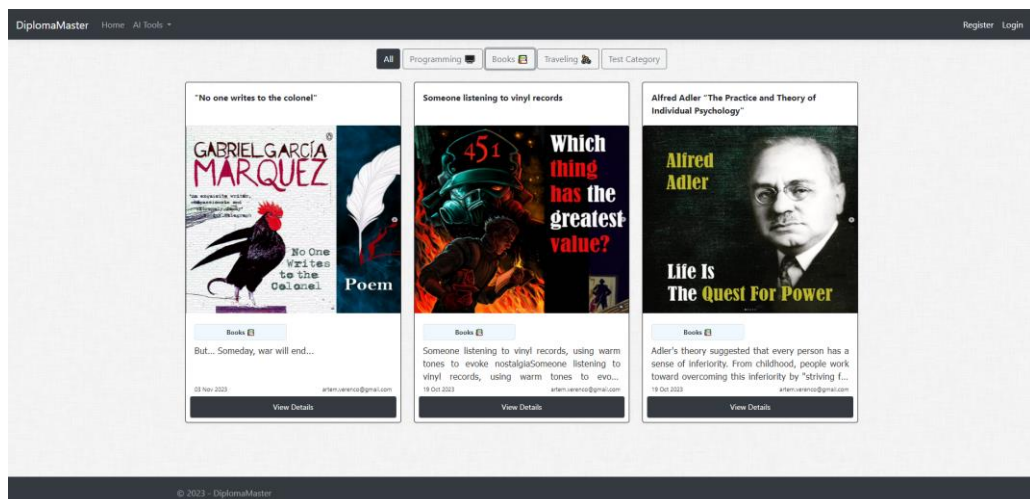 DiplomaMaster Home AI Tools Register Login
All Programming Books Traveling Test Category
"No one writes to the colonel"
GABRIEL GARCÍA
MARQUEZ
No One
Writes
to the
Colonel
Poem
Books
But... Someday, war will end...
03 Nov 2023 artem.verenco@gmail.com
View Details
Someone listening to vinyl records
451
Which
thing
has the
greatest
value?
Books
Someone listening to vinyl records, using warm
tones to evoke nostalgiaSomeone listening to
vinyl records, using warm tones to evo...
19 Oct 2023 artem.verenco@gmail.com
View Details
Alfred Adler "The Practice and Theory of
Individual Psychology"
Alfred
Adler
Life Is
The Quest For Power
Books
Adler's theory suggested that every person has a
sense of inferiority. From childhood, people work
toward overcoming this inferiority by "striving f...
19 Oct 2023 artem.verenco@gmail.com
View Details
© 2023 - DiplomaMaster